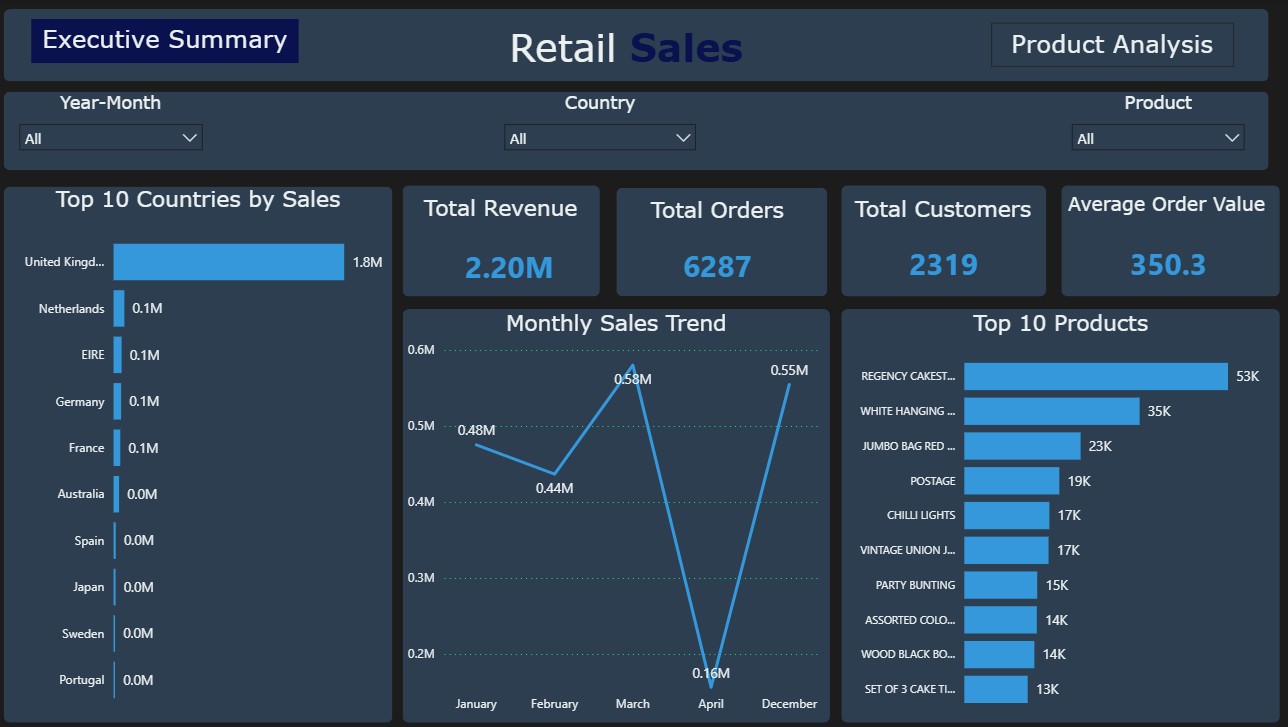 Executive Summary
Retail Sales
Product Analysis
Year-Month
Country
Product
All
All
All
Top 10 Countries by Sales
United Kingd...
1.8M
Netherlands
0.1M
EIRE
0.1M
Germany
0.1M
France
0.1M
Australia
0.0M
Spain
0.0M
Japan
0.0M
Sweden
0.0M
Portugal
0.0M
Total Revenue
2.20M
Total Orders
6287
Total Customers
2319
Average Order Value
350.3
Monthly Sales Trend
0.6M
0.5M
0.4M
0.3M
0.2M
0.48M
0.44M
0.58M
0.16M
0.55M
January
February
March
April
December
Top 10 Products
REGENCY CAKEST...
53K
WHITE HANGING ...
35K
JUMBO BAG RED ...
23K
POSTAGE
19K
CHILLI LIGHTS
17K
VINTAGE UNION J...
17K
PARTY BUNTING
15K
ASSORTED COLO...
14K
WOOD BLACK BO...
14K
SET OF 3 CAKE TI...
13K